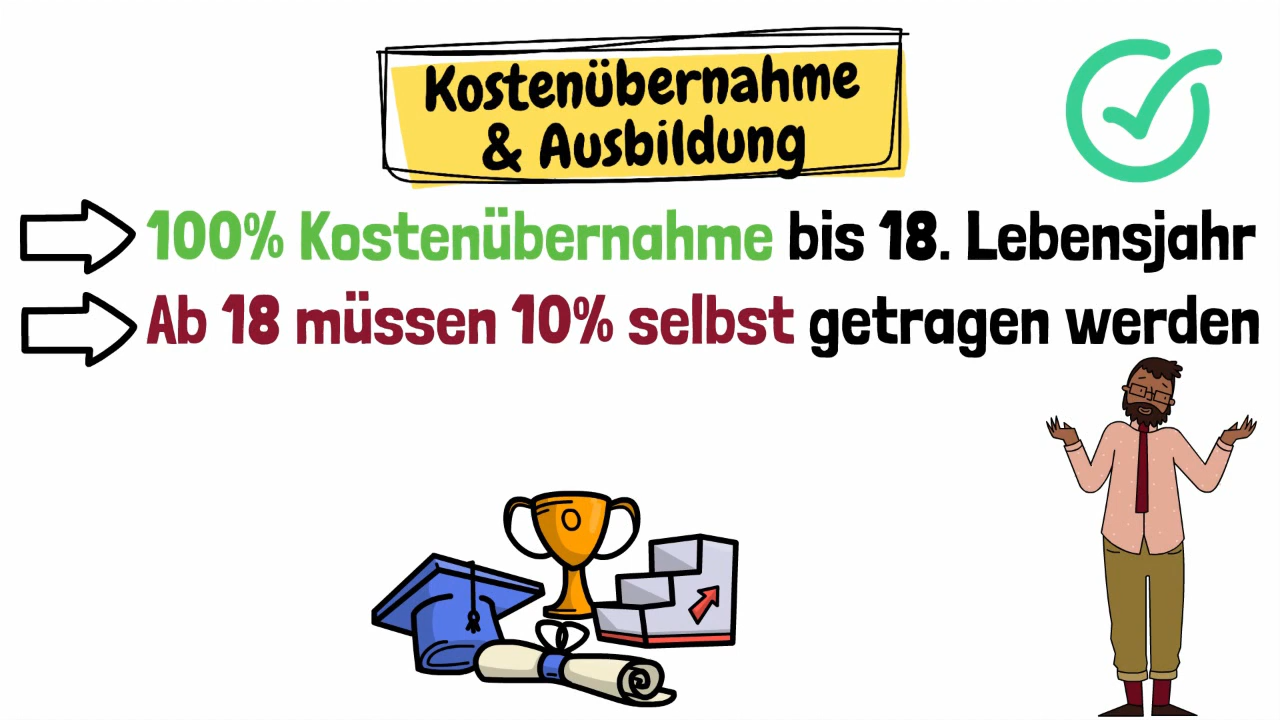 Kostenübernahme
& Ausbildung
100% Kostenübernahme bis 18. Lebensjahr
Ab 18 müssen 10% selbst getragen werden